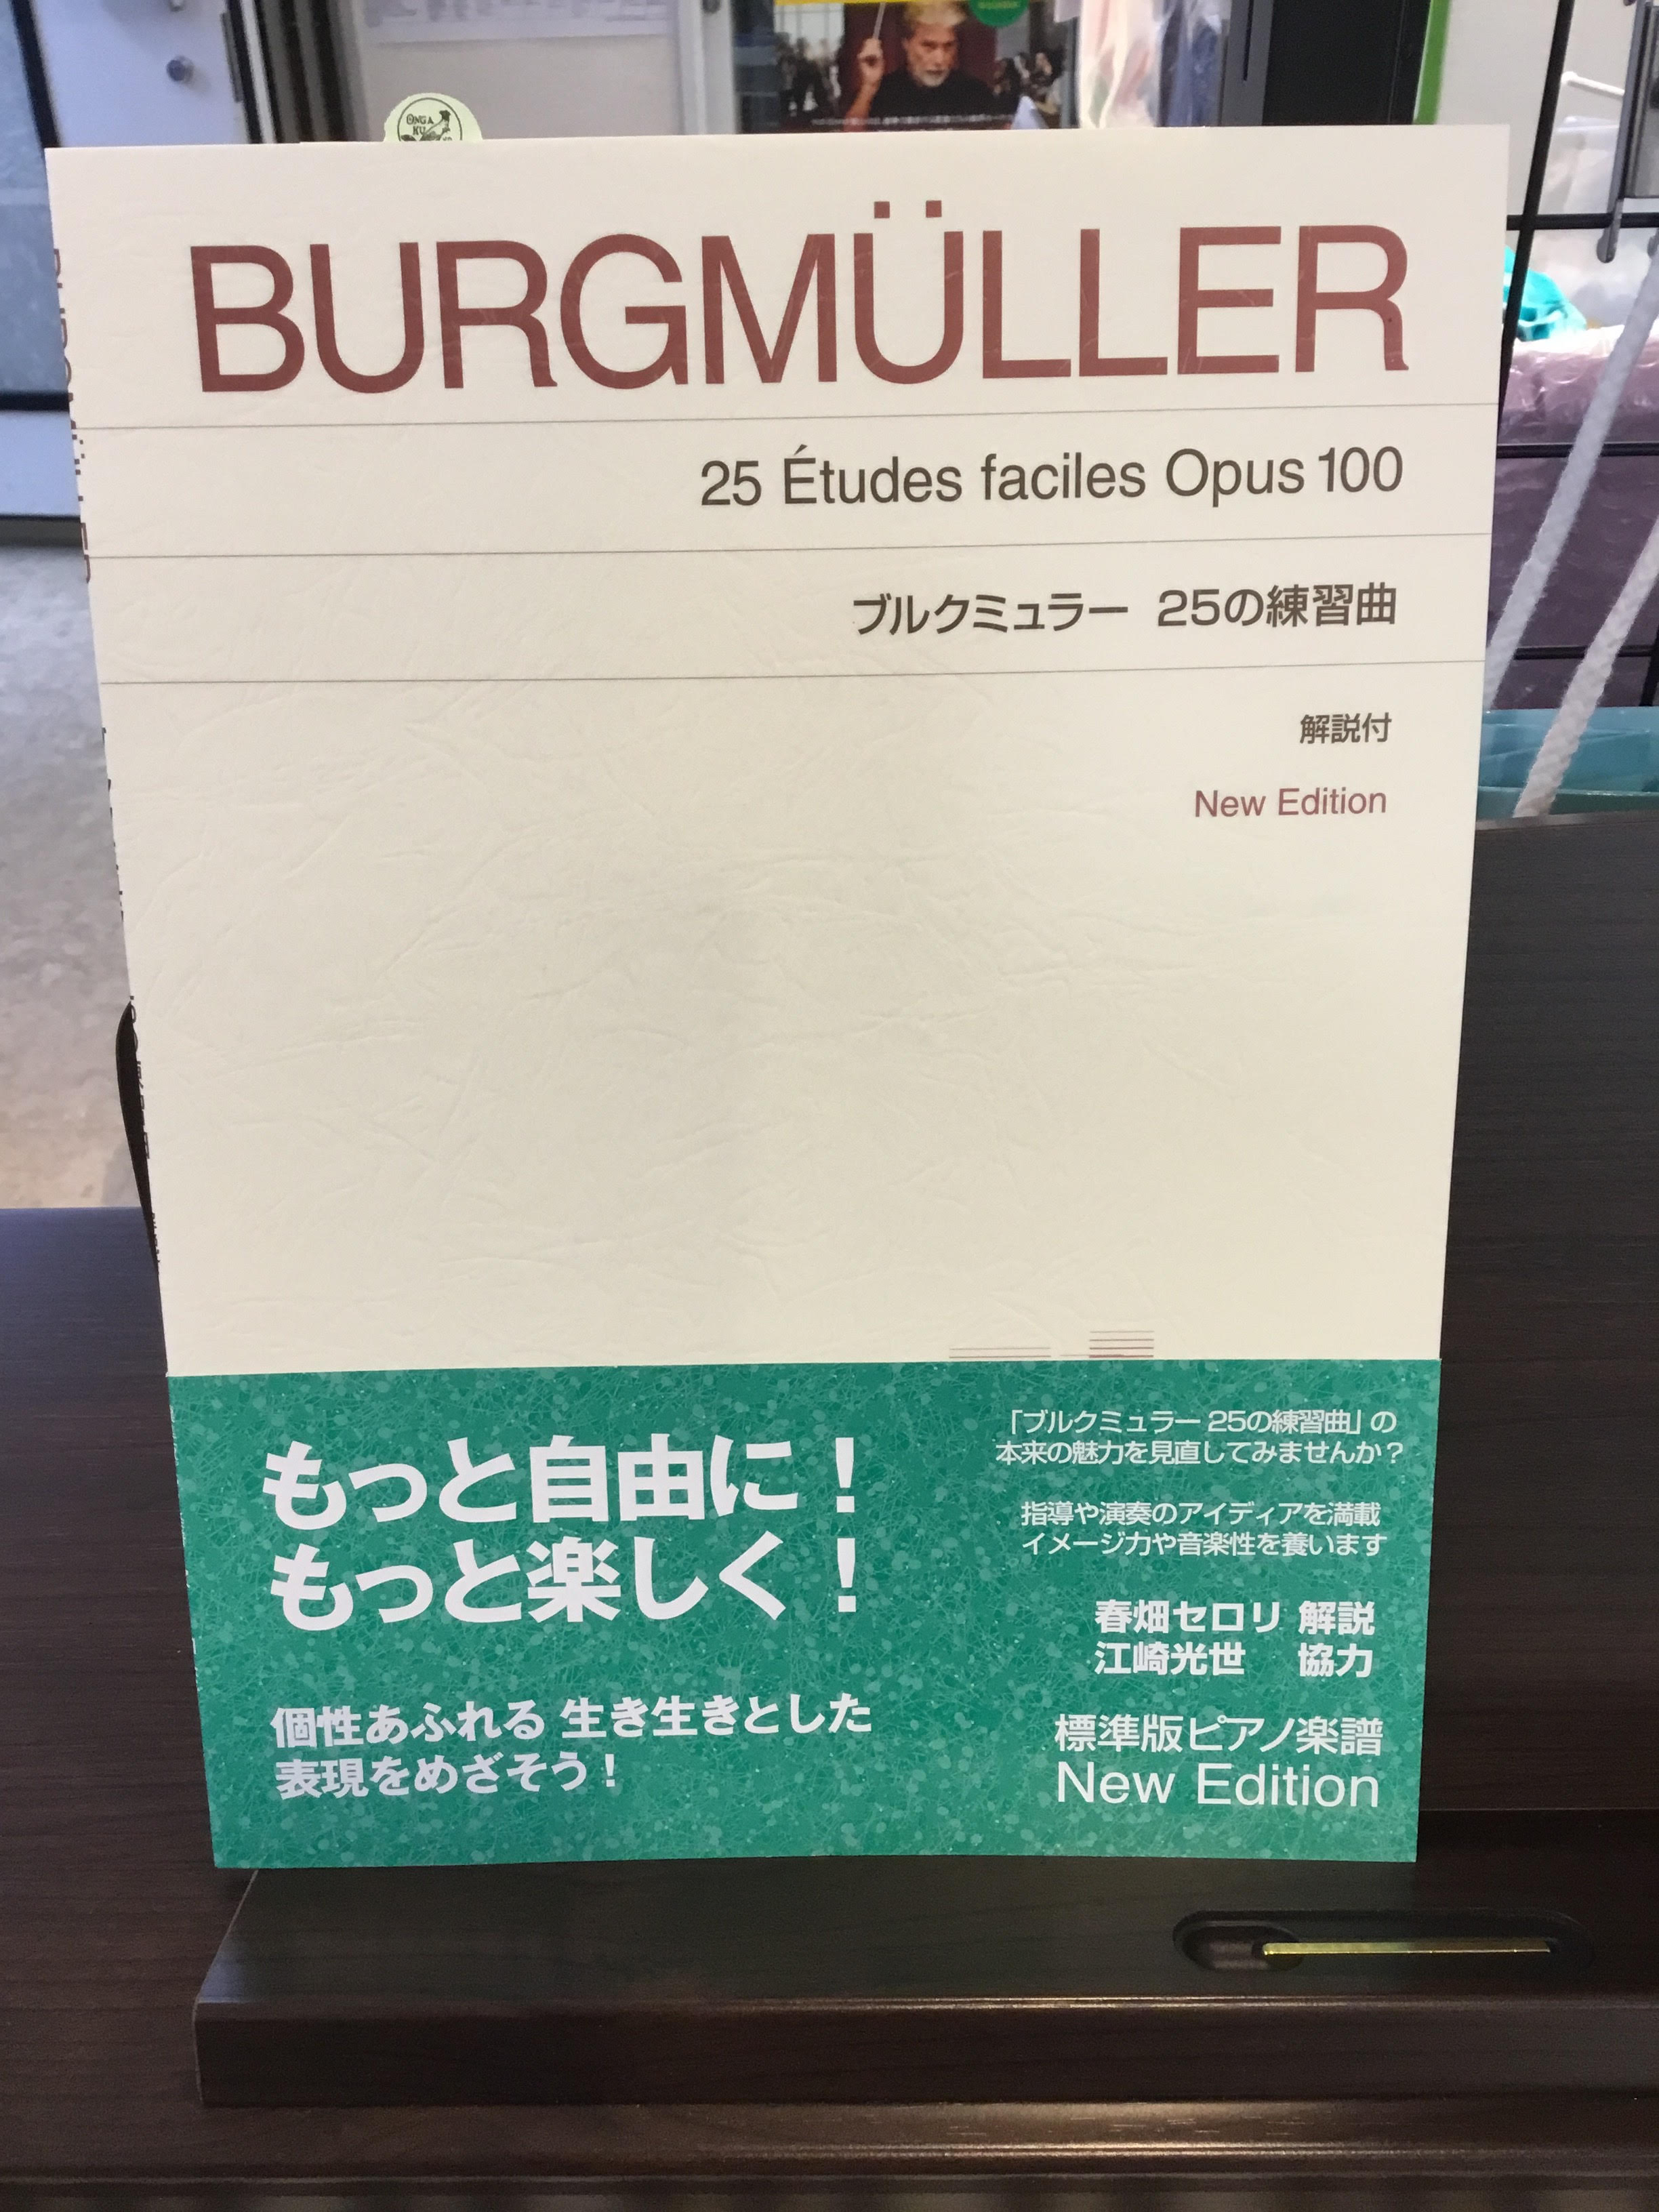 ONGA
KU
BURGMÜLLER
25 Études faciles Opus 100
ブルクミュラー 25の練習曲
解説付
New Edition
もっと自由に！
もっと楽しく！
個性あふれる 生き生きとした
表現をめざそう！
「ブルクミュラー 25の練習曲」の
本来の魅力を見直してみませんか？
指導や演奏のアイディアを満載
イメージ力や音楽性を養います
春畑セロリ 解説
江崎光世 協力
標準版ピアノ楽譜
New Edition